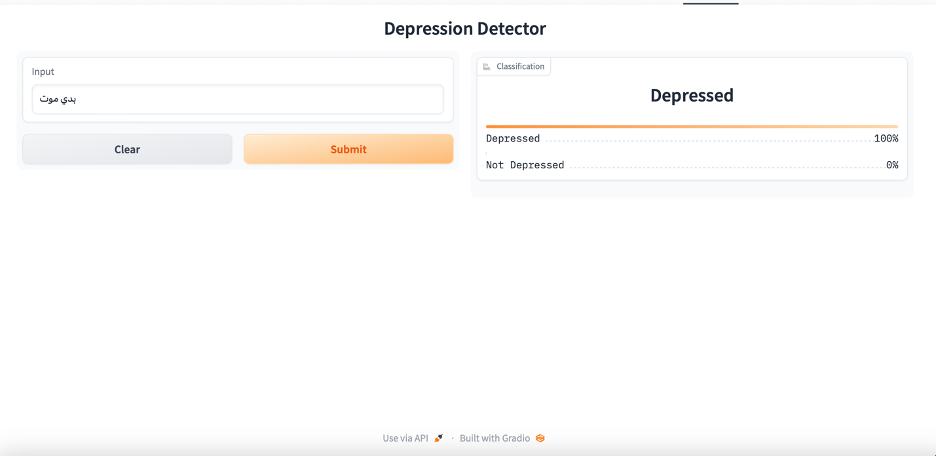 Depression Detector
Input
بدي موت
Clear
Submit
Classification
Depressed
Depressed 100%
Not Depressed 0%
Use via API · Built with Gradio